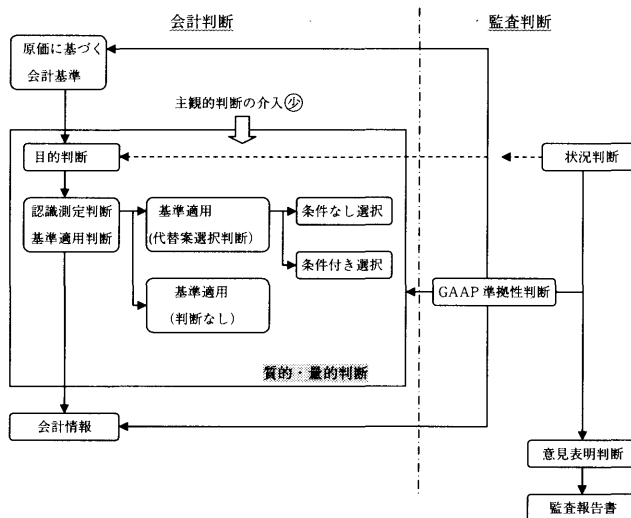 会計判断
監査判断
原価に基づく
会計基準
主観的判断の介入㊛
目的判断
状況判断
認識測定判断
基準適用判断
基準適用
(代替案選択判断)
条件なし選択
条件付き選択
基準適用
(判断なし)
GAAP準拠性判断
質的・量的判断
会計情報
意見表明判断
監査報告書